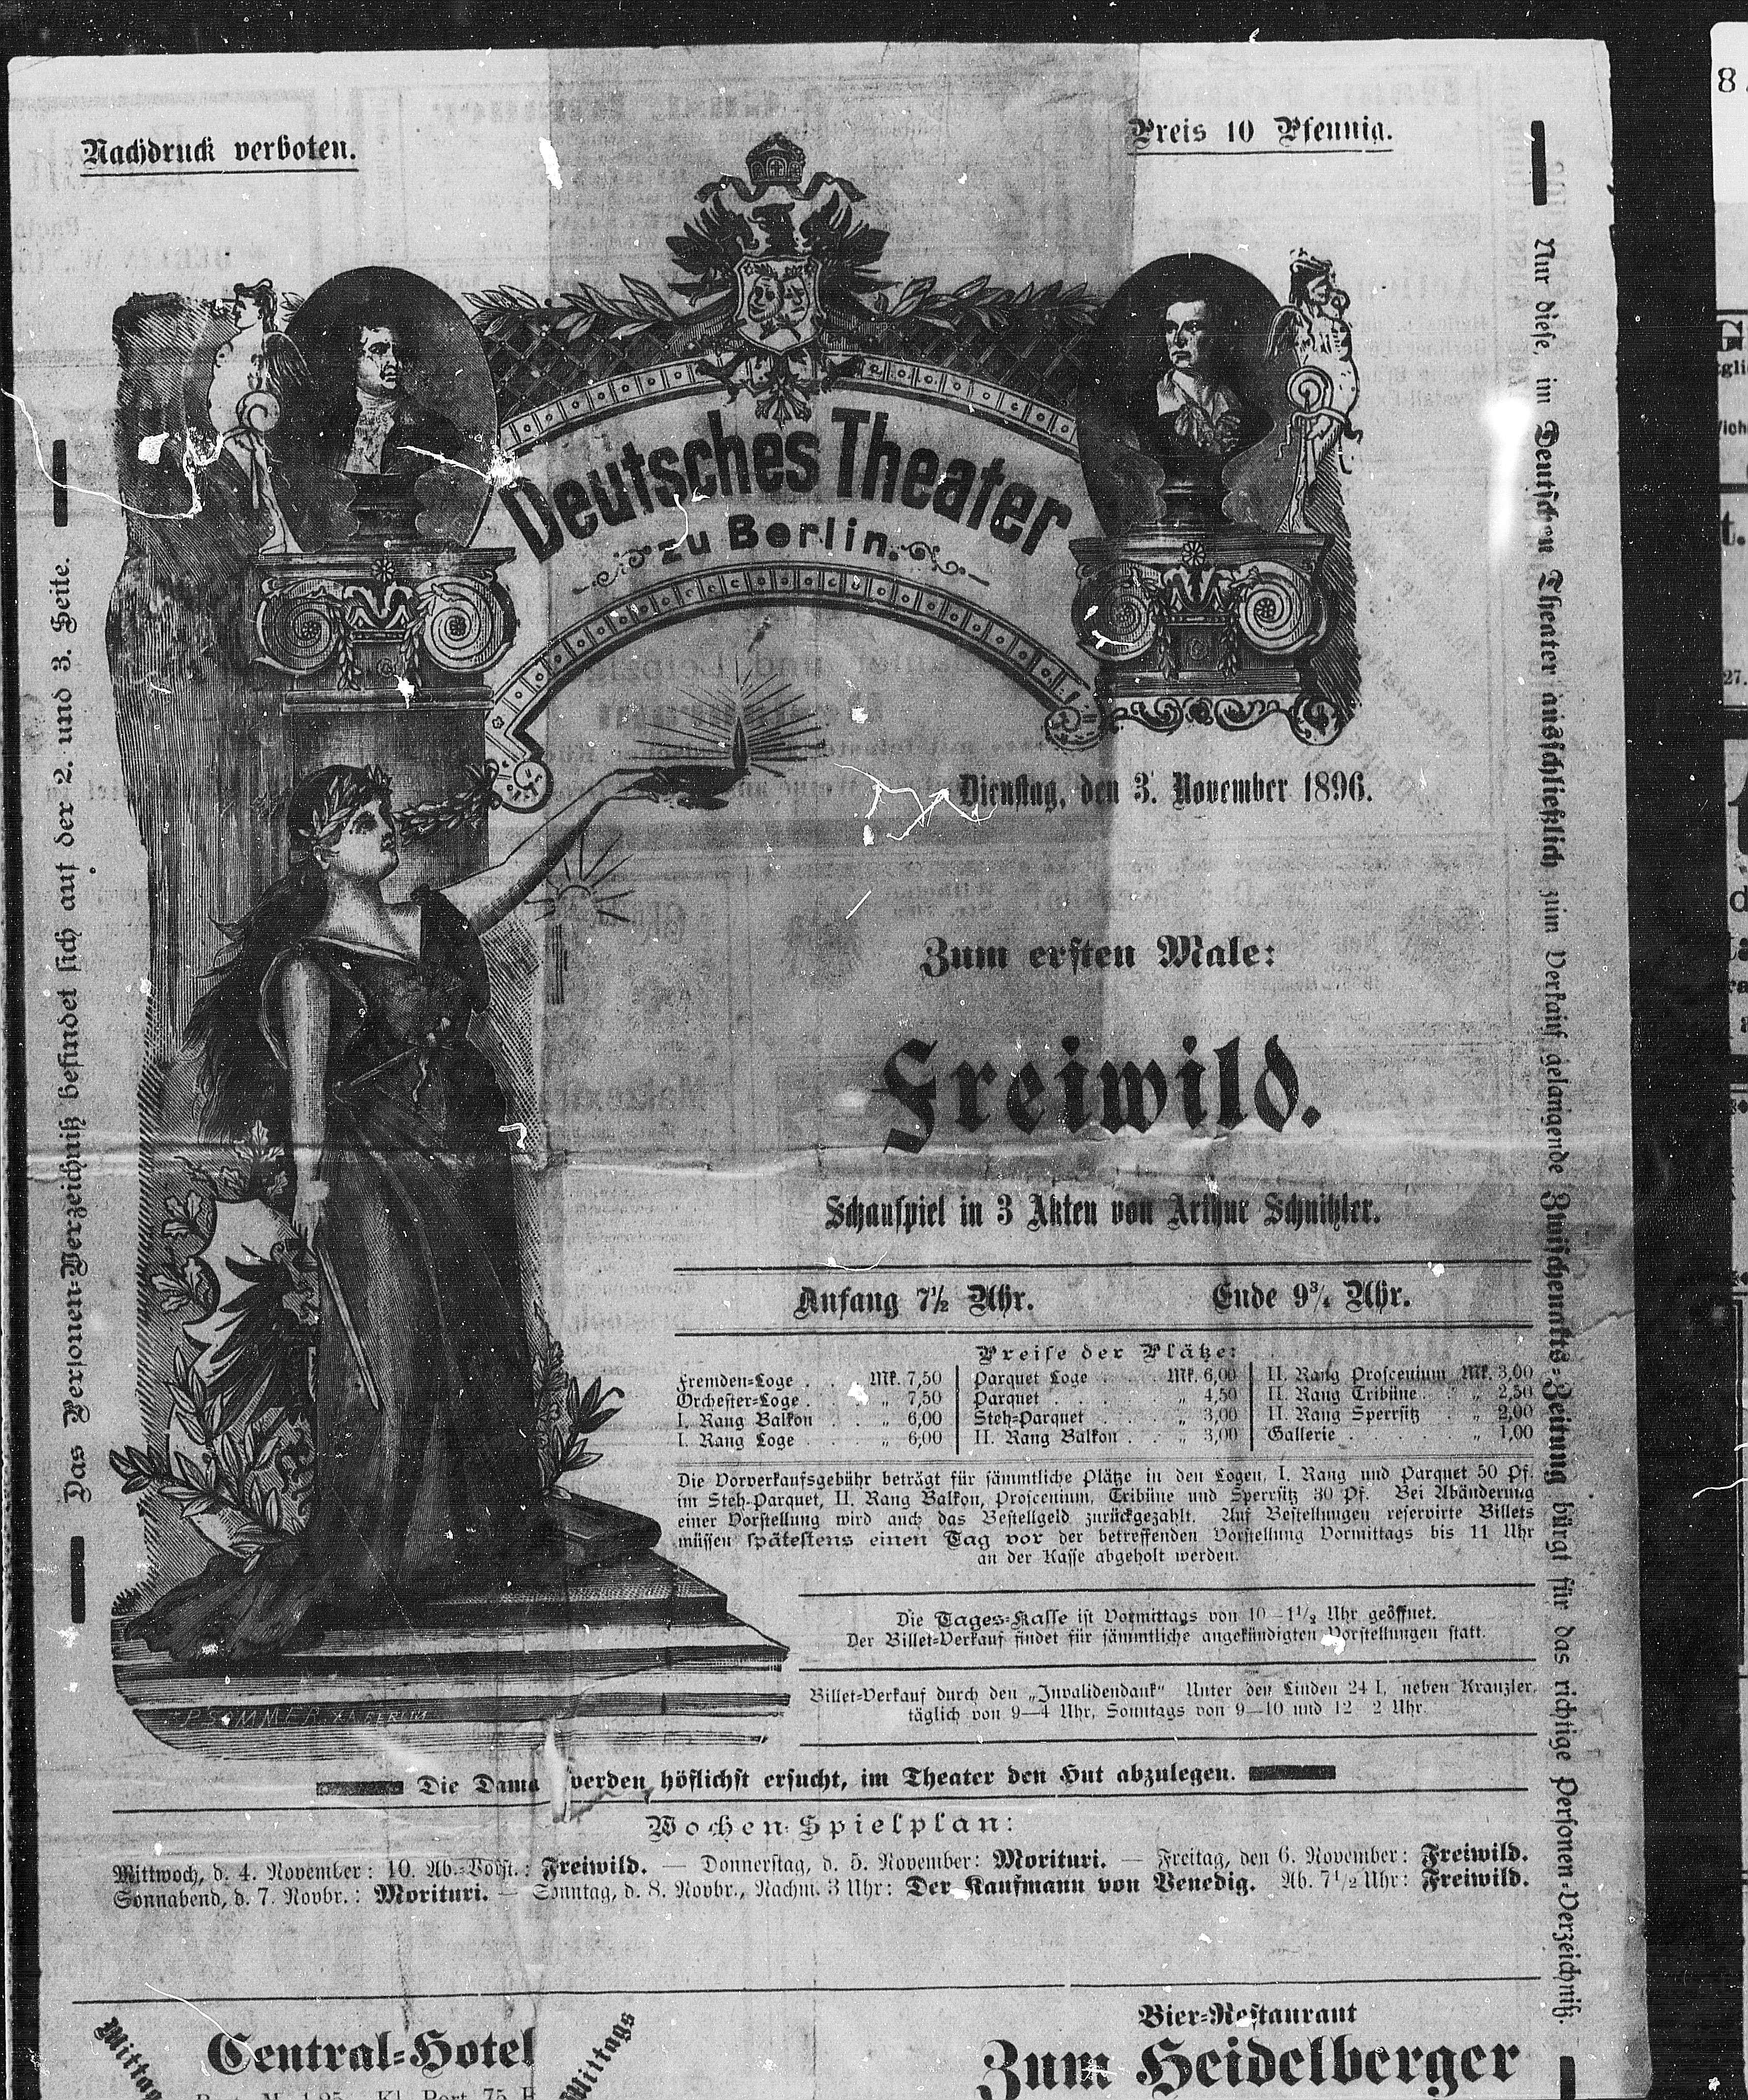 Nachdruck verboten.
Preis 10 Pfennig.
Deutsches Theater
zu Berlin.
Dienstag, den 3. November 1896.
Zum ersten Male:
Freiwild.
Schauspiel in 3 Akten von Arthur Schnitzler.
Anfang 7½ Uhr. Ende 9¾ Uhr.
Preise der Plätze:
Fremden-Loge . . Mk. 7,50
Orchester-Loge . . „ 7,50
I. Rang Balkon . . „ 6,00
I. Rang Loge . . . „ 6,00
Parquet Loge . . . Mk. 6,00
Parquet . . . . . „ 4,50
Steh-Parquet . . . „ 3,00
II. Rang Balkon . . „ 3,00
II. Rang Proscenium Mk. 3,00
II. Rang Tribüne . . „ 2,50
II. Rang Sperrsitz . „ 2,00
Gallerie . . . . . „ 1,00
Die Vorverkaufsgebühr beträgt für sämmtliche Plätze in den Logen, I. Rang und Parquet 50 Pf.
im Steh-Parquet, II. Rang Balkon, Proscenium, Tribüne und Sperrsitz 30 Pf. Bei Abänderung
einer Vorstellung wird auch das Bestellgeld zurückgezahlt. Auf Bestellungen reservirte Billets
müssen spätestens einen Tag vor der betreffenden Vorstellung Vormittags bis 11 Uhr
an der Kasse abgeholt werden.
Die Tages-Kasse ist Vormittags von 10—1½ Uhr geöffnet.
Der Billet-Verkauf findet für sämmtliche angekündigten Vorstellungen statt.
Billet-Verkauf durch den „Invalidendank" Unter den Linden 24 I, neben Kranzler,
täglich von 9—4 Uhr, Sonntags von 9—10 und 12—2 Uhr.
P. SOMMER
Die Dame werden höflichst ersucht, im Theater den Hut abzulegen.
Wochen-Spielplan:
Mittwoch, d. 4. November: 10. Ab.-Vorst.: Freiwild. — Donnerstag, d. 5. November: Morituri. — Freitag, den 6. November: Freiwild.
Sonnabend, d. 7. Novbr.: Morituri. — Sonntag, d. 8. Novbr., Nachm. 3 Uhr: Der Kaufmann von Venedig. Ab. 7½ Uhr: Freiwild.
Das Personen-Verzeichniß befindet sich auf der 2. und 3. Seite.
Nur diese, im Deutschen Theater ausschließlich zum Verkauf gelangende Zwischenakts-Zeitung bürgt für das richtige Personen-Verzeichniß.
Mittag
Central-Hotel
Mittags
Bier-Restaurant
Zum Heidelberger
8.
27.